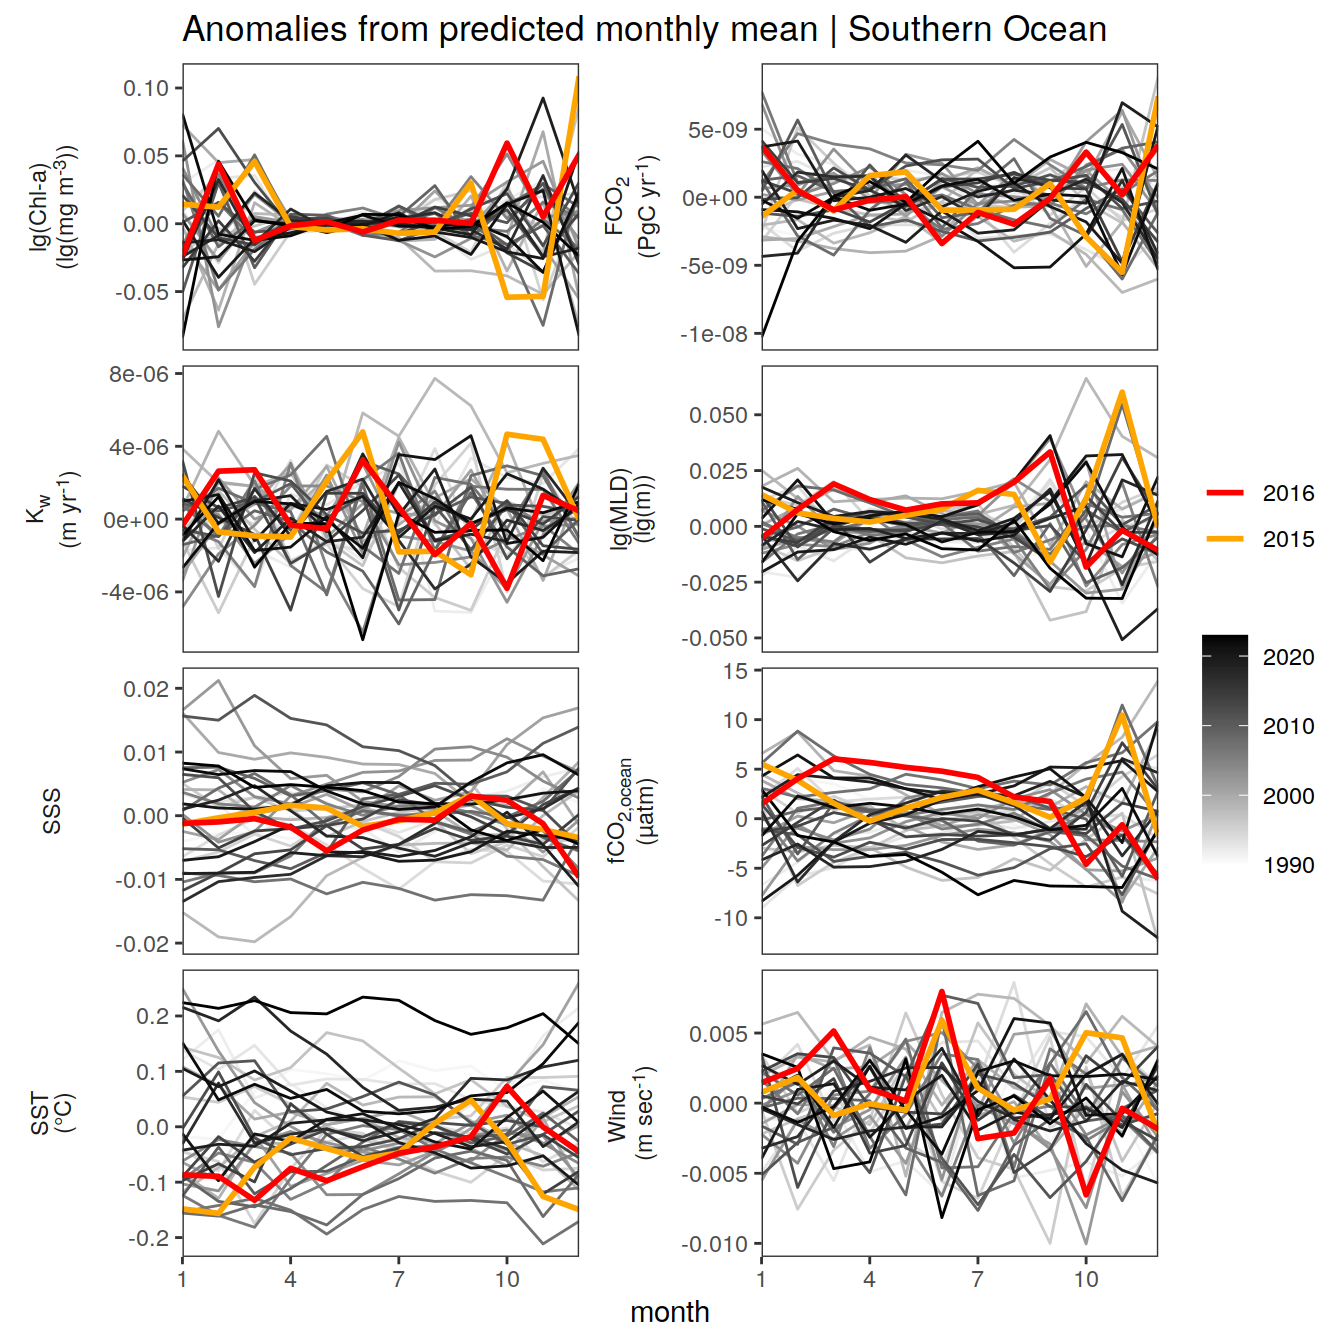 Anomalies from predicted monthly mean | Southern Ocean
lg(Chl-a)
(lg(mg m⁻³))
0.10
0.05
0.00
-0.05
FCO₂
(PgC yr⁻¹)
5e-09
0e+00
-5e-09
-1e-08
K_w
(m yr⁻¹)
8e-06
4e-06
0e+00
-4e-06
lg(MLD)
(lg(m))
0.050
0.025
0.000
-0.025
-0.050
SSS
0.02
0.01
0.00
-0.01
-0.02
fCO₂,ocean
(µatm)
15
10
5
0
-5
-10
SST
(°C)
0.2
0.1
0.0
-0.1
-0.2
Wind
(m sec⁻¹)
0.005
0.000
-0.005
-0.010
1 4 7 10
1 4 7 10
month
2016
2015
2020
2010
2000
1990